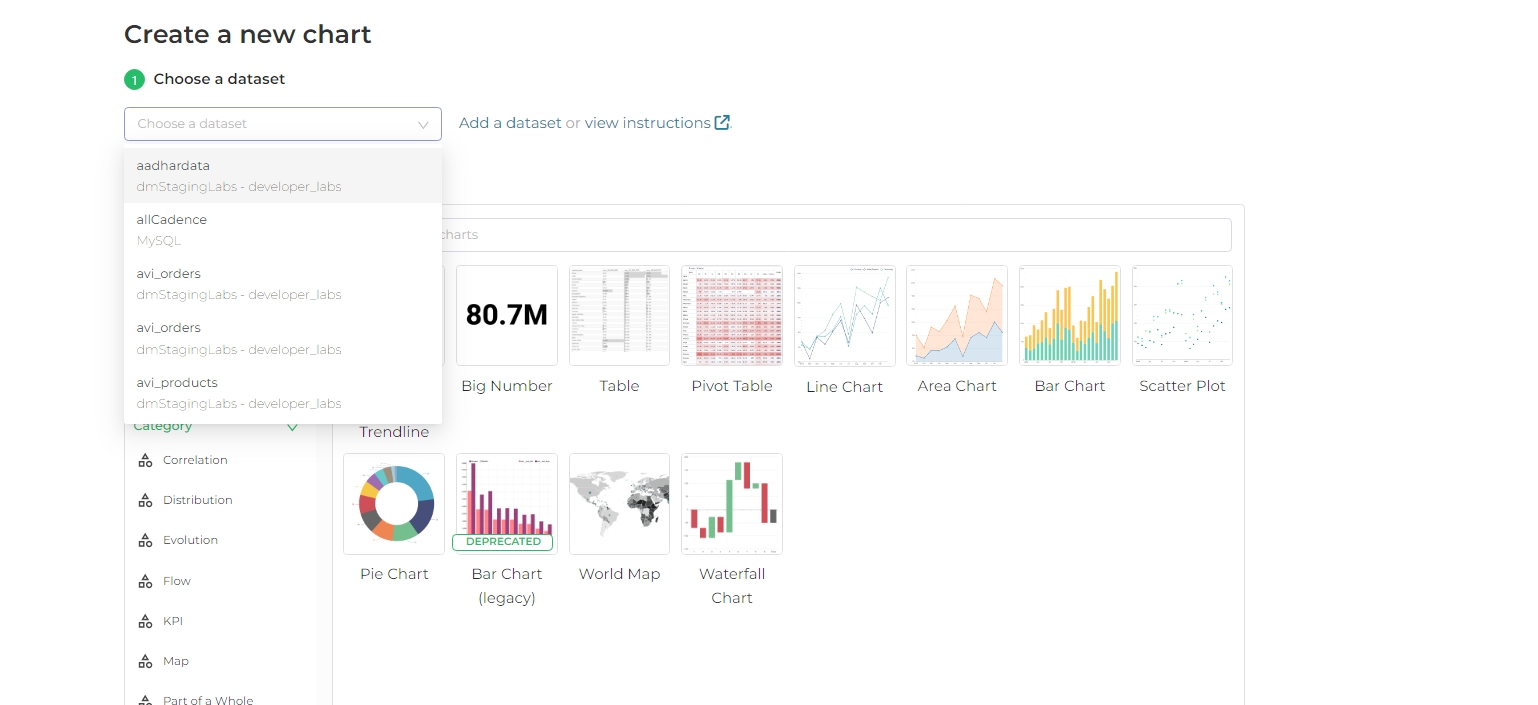 Create a new chart
1 Choose a dataset
Choose a dataset
Add a dataset or view instructions.
aadhardata
dmStagingLabs - developer_labs
allCadence
MySQL
avi_orders
dmStagingLabs - developer_labs
avi_orders
dmStagingLabs - developer_labs
avi_products
dmStagingLabs - developer_labs
charts
80.7M
Big Number
Table
Pivot Table
Line Chart
Area Chart
Bar Chart
Scatter Plot
Trendline
Category
Correlation
Distribution
Evolution
Flow
KPI
Map
Part of a Whole
DEPRECATED
Pie Chart
Bar Chart
(legacy)
World Map
Waterfall
Chart